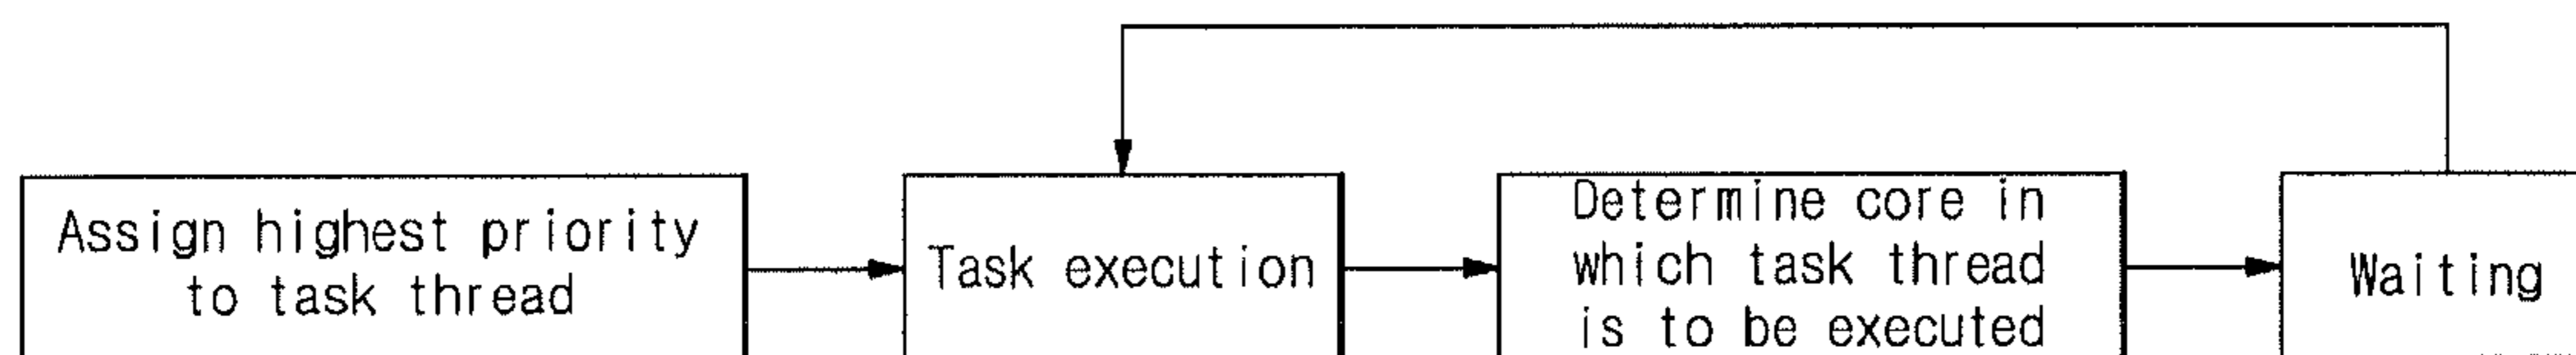 Assign highest priority
to task thread
Task execution
Determine core in
which task thread
is to be executed
Waiting